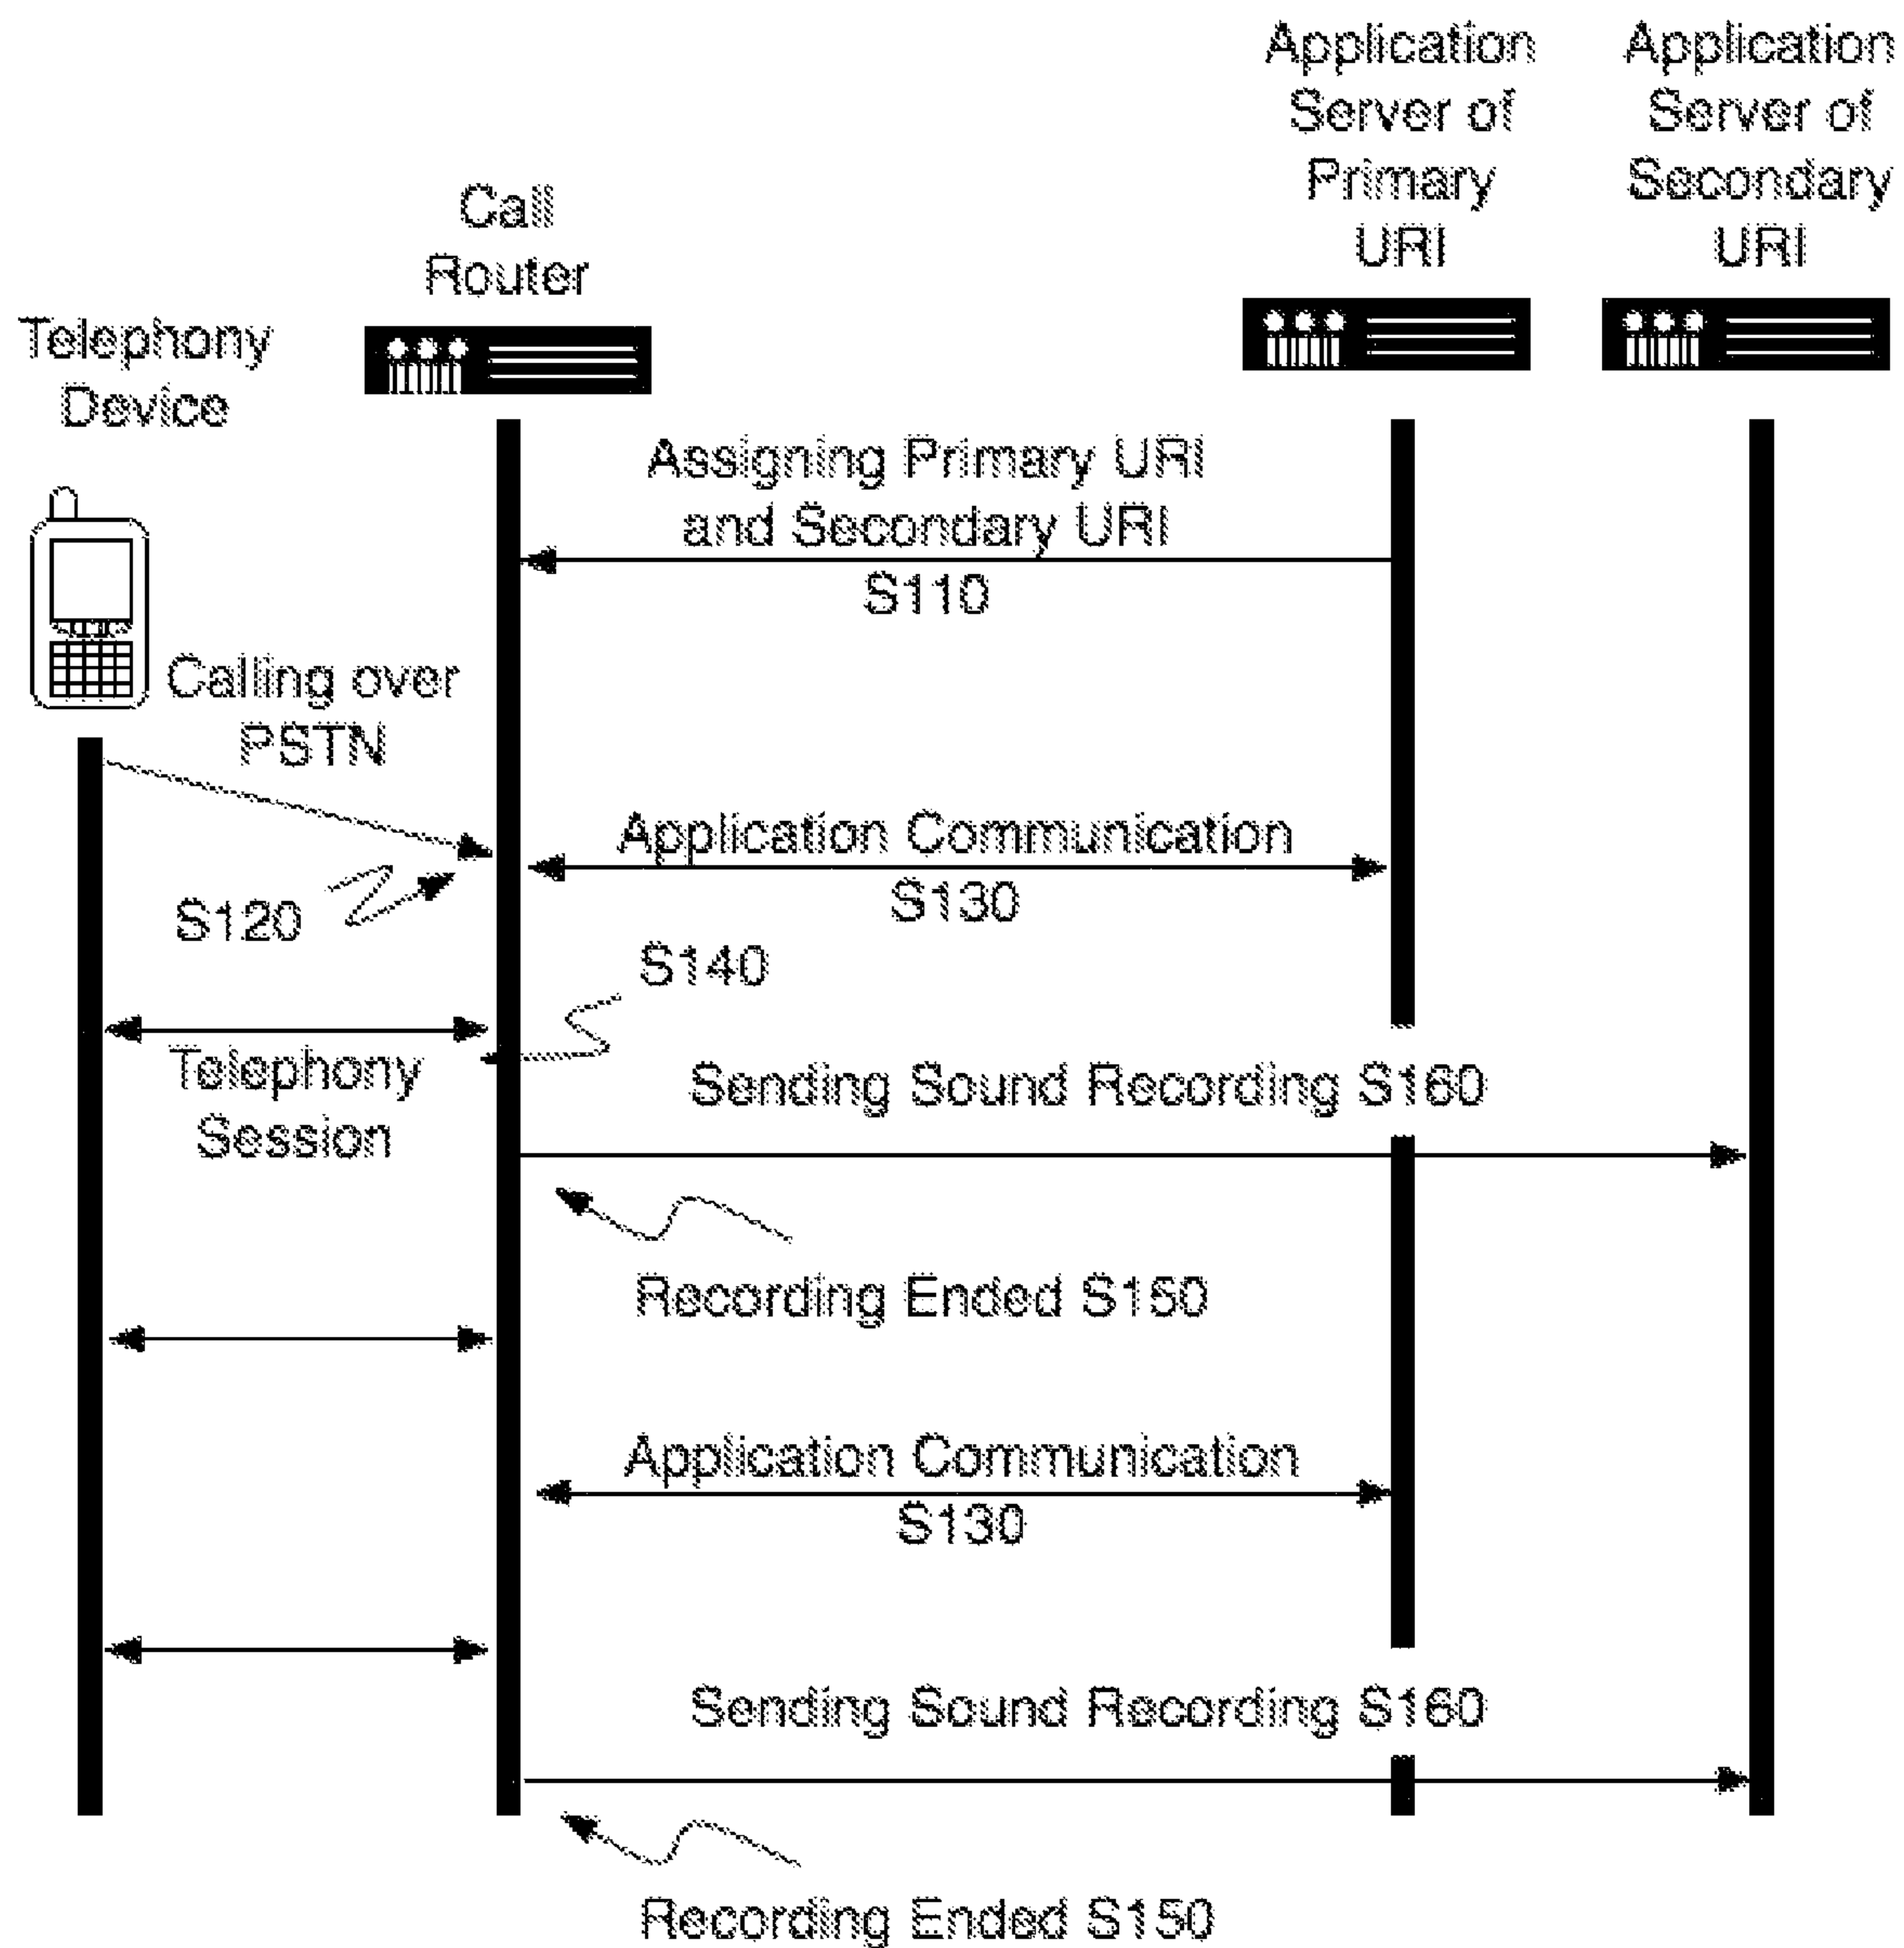 Application
Server of
Primary
URI
Application
Server of
Secondary
URI
Call
Router
Telephony
Device
Assigning Primary URI
and Secondary URI
S110
Calling over
PSTN
Application Communication
S130
S120
S140
Telephony
Session
Sending Sound Recording S160
Recording Ended S150
Application Communication
S130
Sending Sound Recording S160
Recording Ended S150